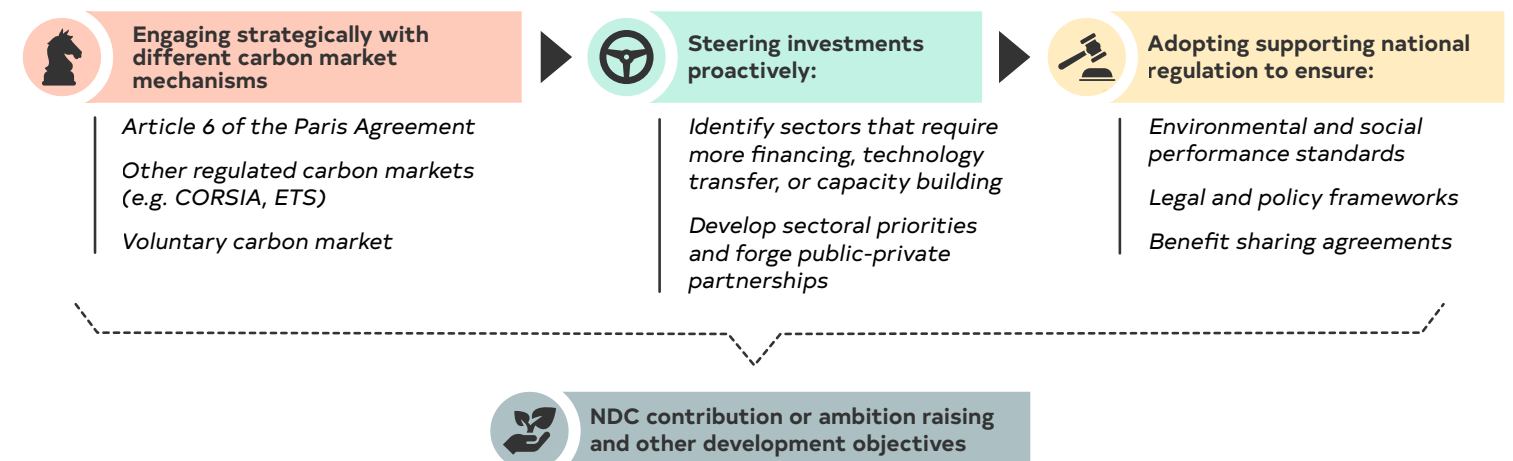 Engaging strategically with
different carbon market
mechanisms
Article 6 of the Paris Agreement
Other regulated carbon markets
(e.g. CORSIA, ETS)
Voluntary carbon market
Steering investments
proactively:
Identify sectors that require
more financing, technology
transfer, or capacity building
Develop sectoral priorities
and forge public-private
partnerships
Adopting supporting national
regulation to ensure:
Environmental and social
performance standards
Legal and policy frameworks
Benefit sharing agreements
NDC contribution or ambition raising
and other development objectives